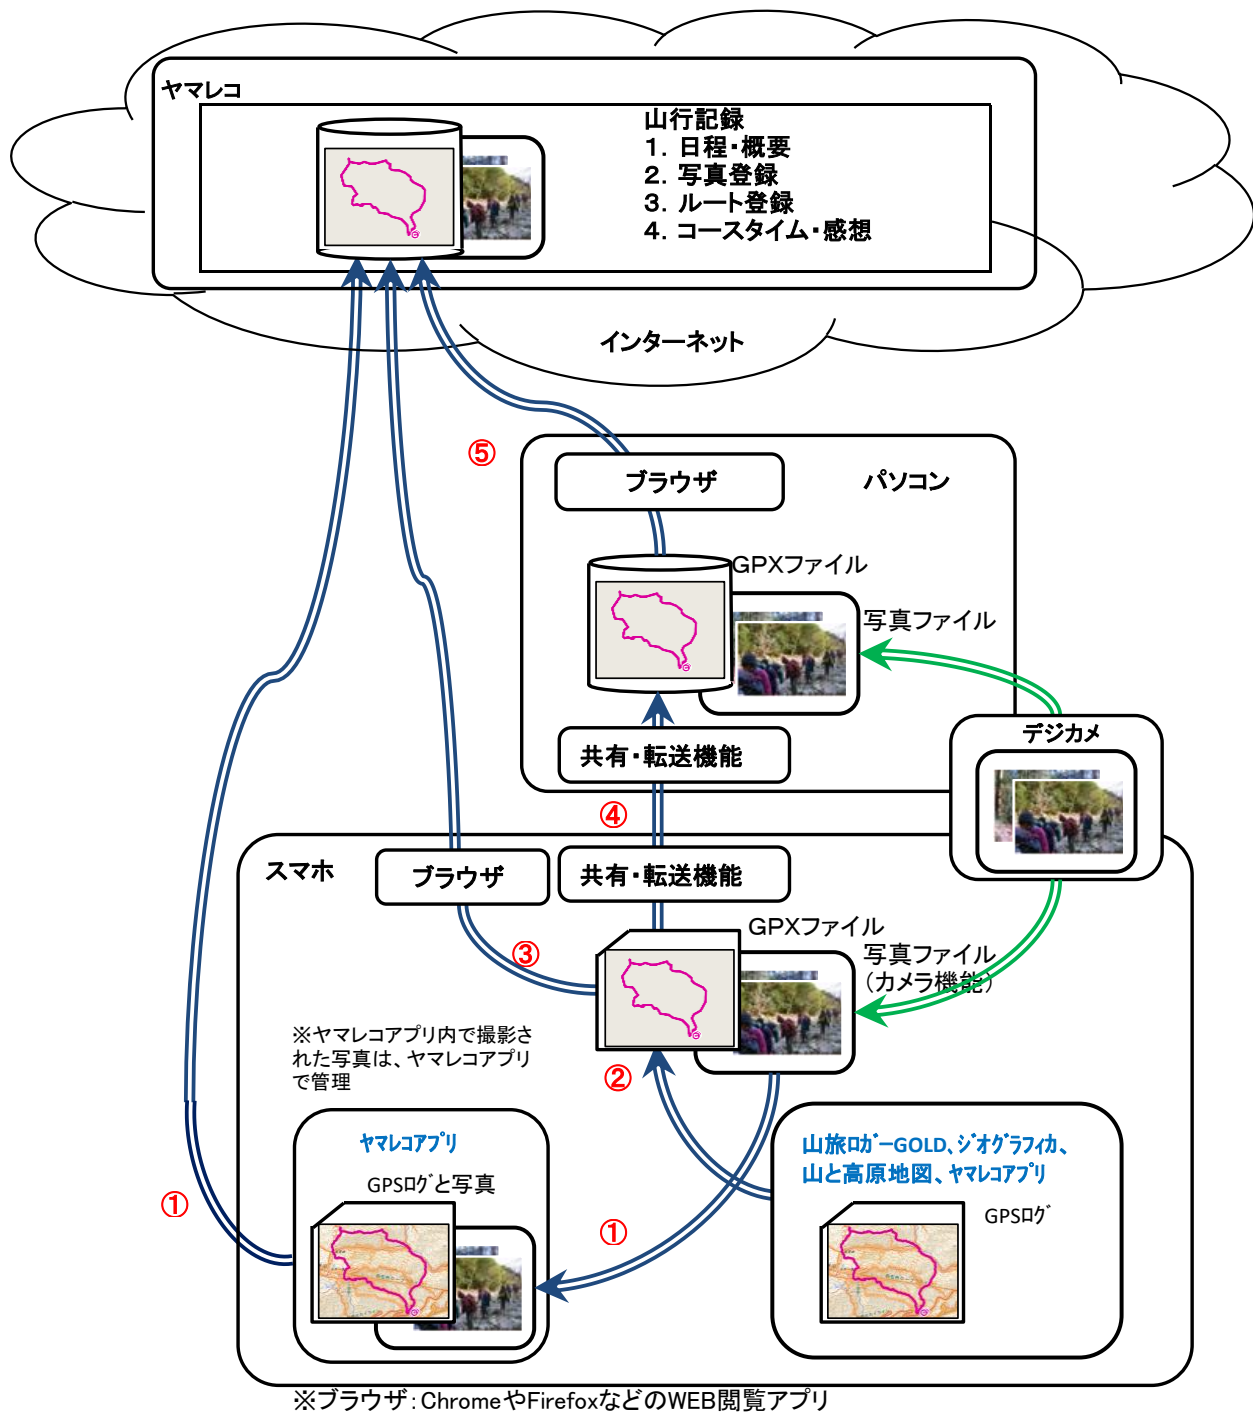 ヤマレコ
山行記録
1．日程・概要
2．写真登録
3．ルート登録
4．コースタイム・感想
インターネット
⑤
ブラウザ
パソコン
GPXファイル
写真ファイル
共有・転送機能
デジカメ
④
スマホ
ブラウザ
共有・転送機能
GPXファイル
③
写真ファイル
（カメラ機能）
※ヤマレコアプリ内で撮影さ
れた写真は、ヤマレコアプリ
で管理
②
ヤマレコアプリ
GPSログと写真
山旅ロガーGOLD、ジオグラフィカ、
山と高原地図、ヤマレコアプリ
GPSログ
①
①
※ブラウザ：ChromeやFirefoxなどのWEB閲覧アプリ